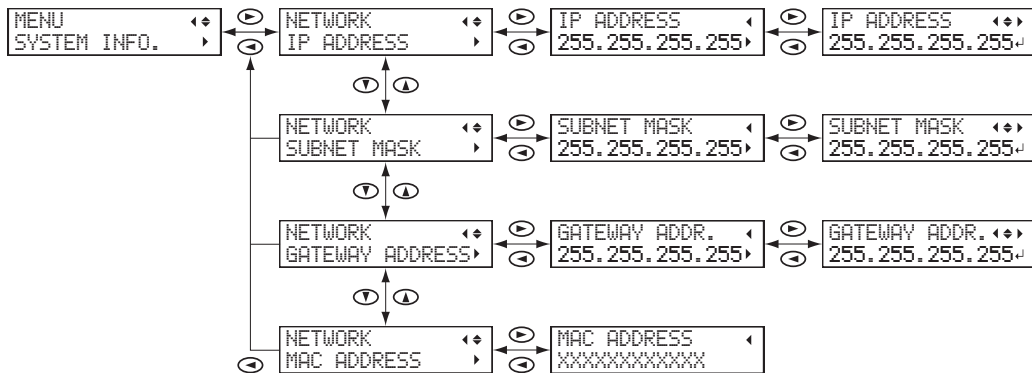 MENU
SYSTEM INFO.
NETWORK
IP ADDRESS
IP ADDRESS
255.255.255.255
IP ADDRESS
255.255.255.255
NETWORK
SUBNET MASK
SUBNET MASK
255.255.255.255
SUBNET MASK
255.255.255.255
NETWORK
GATEWAY ADDRESS
GATEWAY ADDR.
255.255.255.255
GATEWAY ADDR.
255.255.255.255
NETWORK
MAC ADDRESS
MAC ADDRESS
XXXXXXXXXXXX